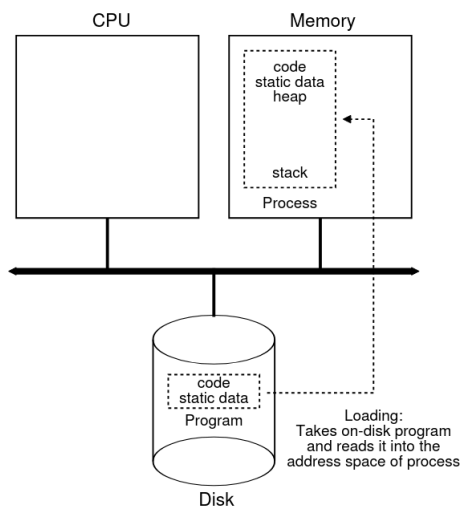 CPU
Memory
code
static data
heap
stack
Process
code
static data
Program
Loading:
Takes on-disk program
and reads it into the
address space of process
Disk